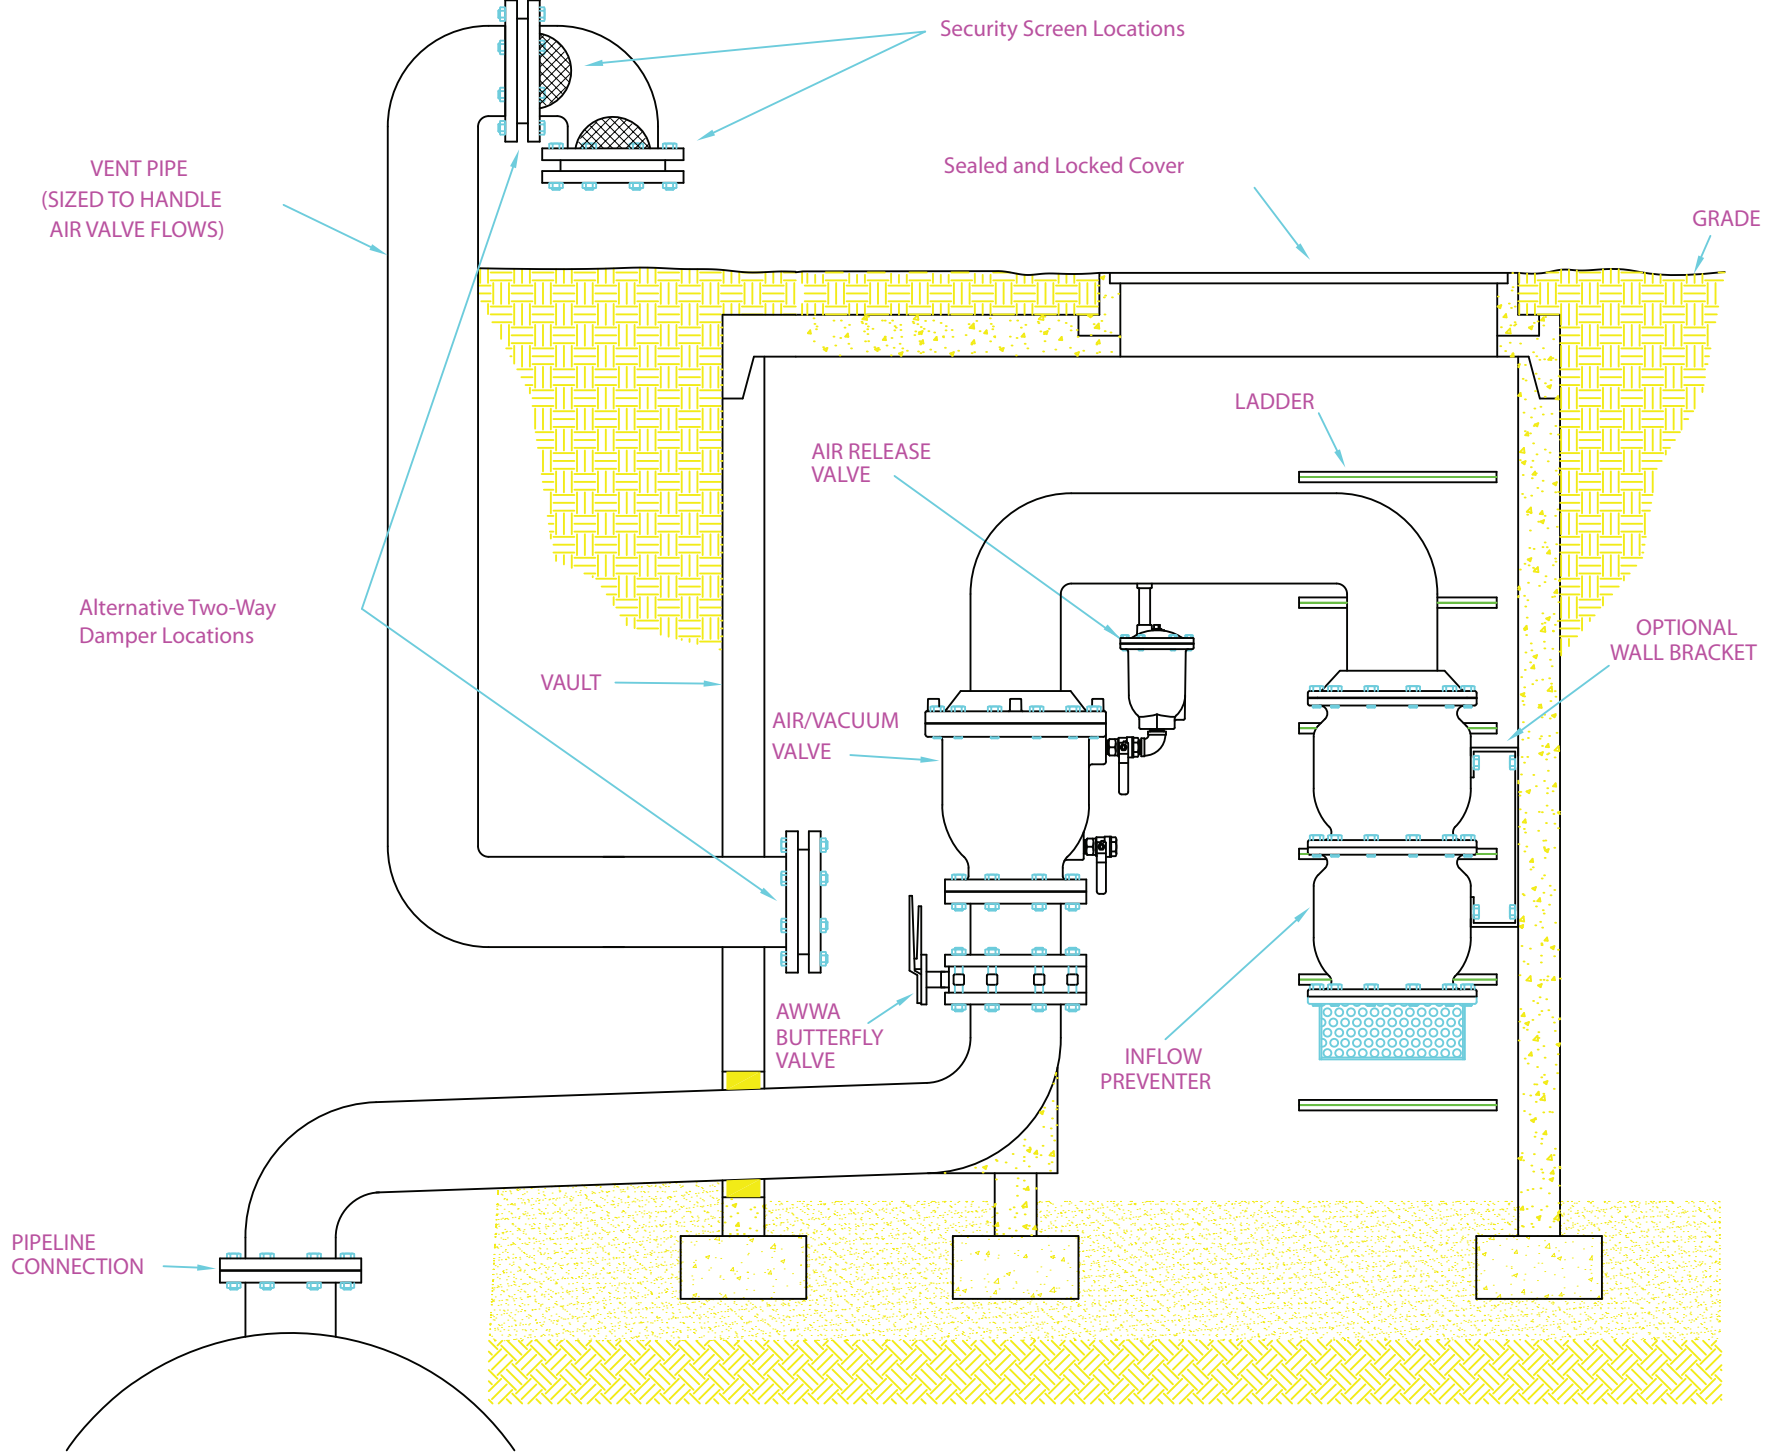 Security Screen Locations
VENT PIPE
(SIZED TO HANDLE
AIR VALVE FLOWS)
Sealed and Locked Cover
GRADE
LADDER
AIR RELEASE
VALVE
Alternative Two-Way
Damper Locations
OPTIONAL
WALL BRACKET
VAULT
AIR/VACUUM
VALVE
AWWA
BUTTERFLY
VALVE
INFLOW
PREVENTER
PIPELINE
CONNECTION